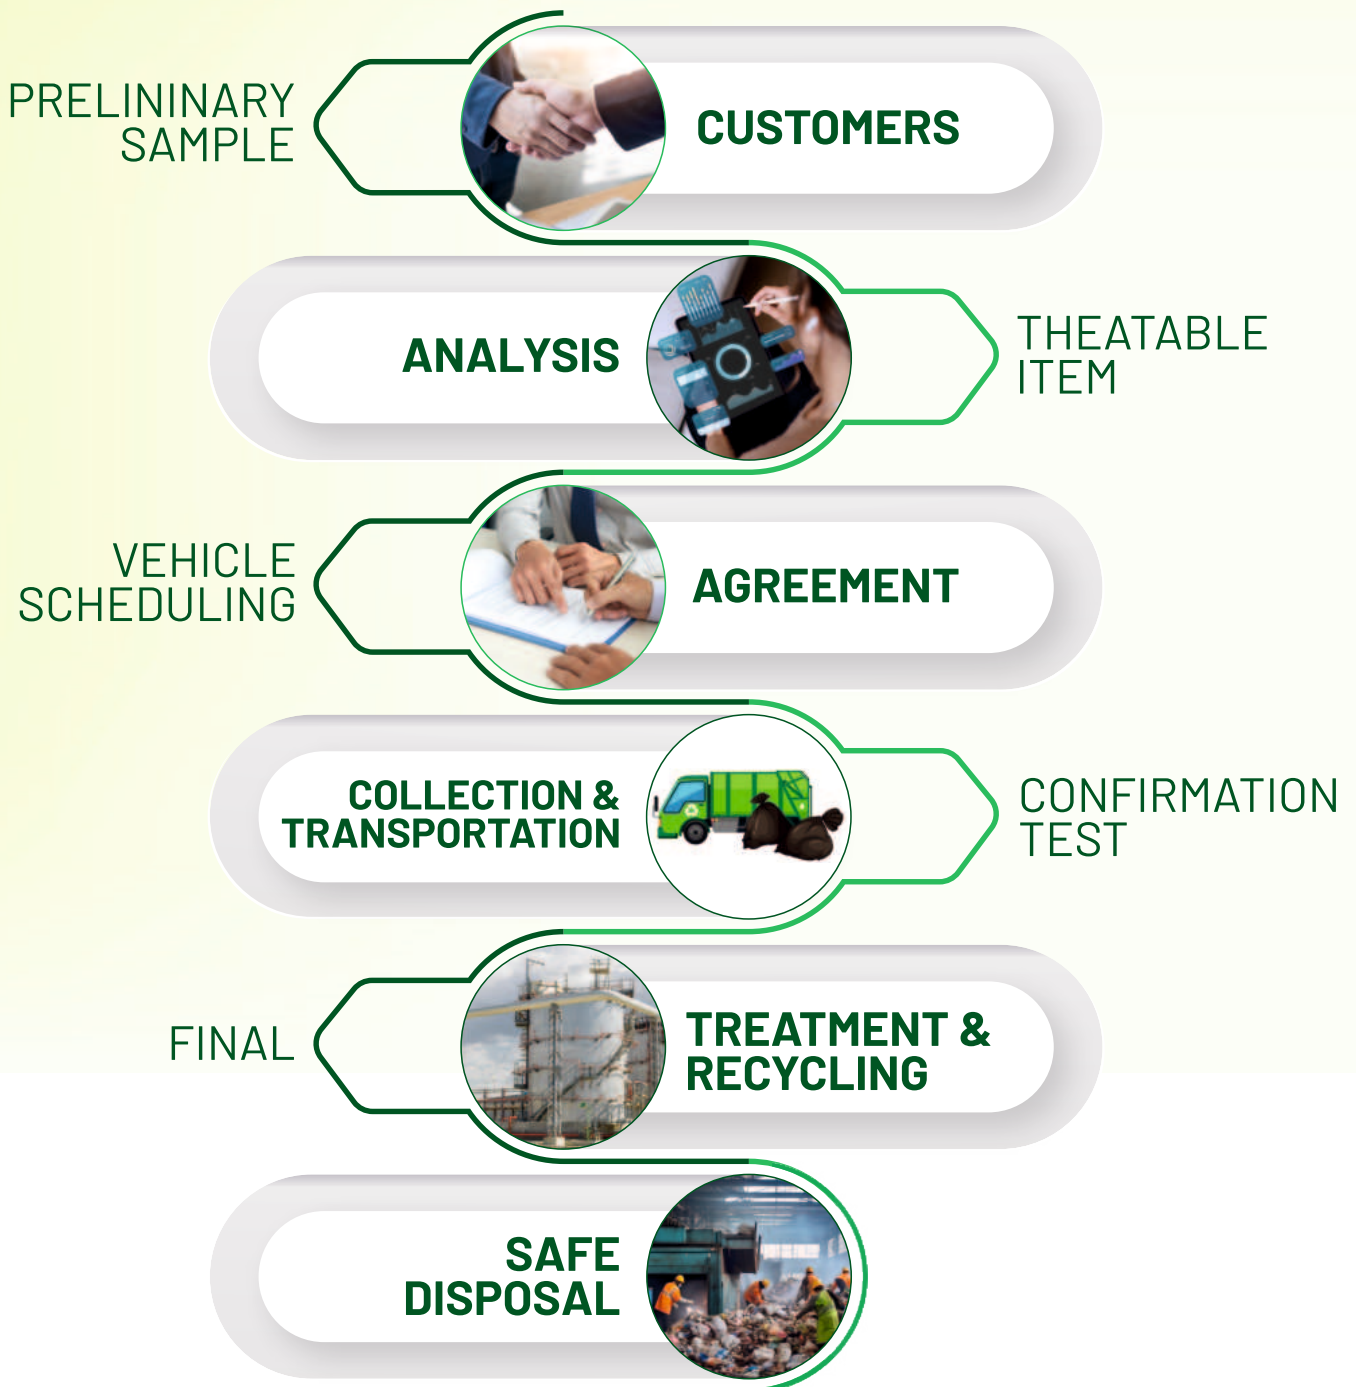 PRELININARY
SAMPLE
CUSTOMERS
ANALYSIS
THEATABLE
ITEM
VEHICLE
SCHEDULING
AGREEMENT
COLLECTION &
TRANSPORTATION
CONFIRMATION
TEST
FINAL
TREATMENT &
RECYCLING
SAFE
DISPOSAL